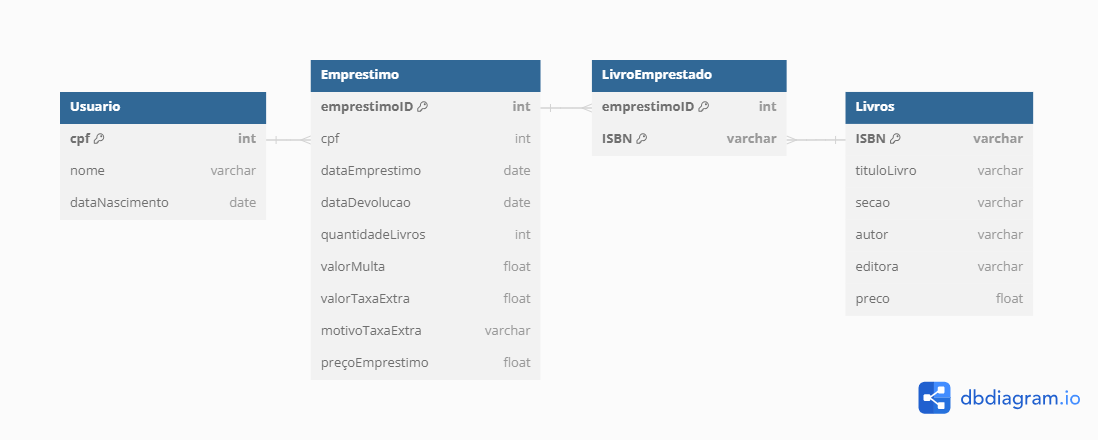 Usuario
cpf int
nome varchar
dataNascimento date
Emprestimo
emprestimoID int
cpf int
dataEmprestimo date
dataDevolucao date
quantidadeLivros int
valorMulta float
valorTaxaExtra float
motivoTaxaExtra varchar
preçoEmprestimo float
LivroEmprestado
emprestimoID int
ISBN varchar
Livros
ISBN varchar
tituloLivro varchar
secao varchar
autor varchar
editora varchar
preco float
dbdiagram.io